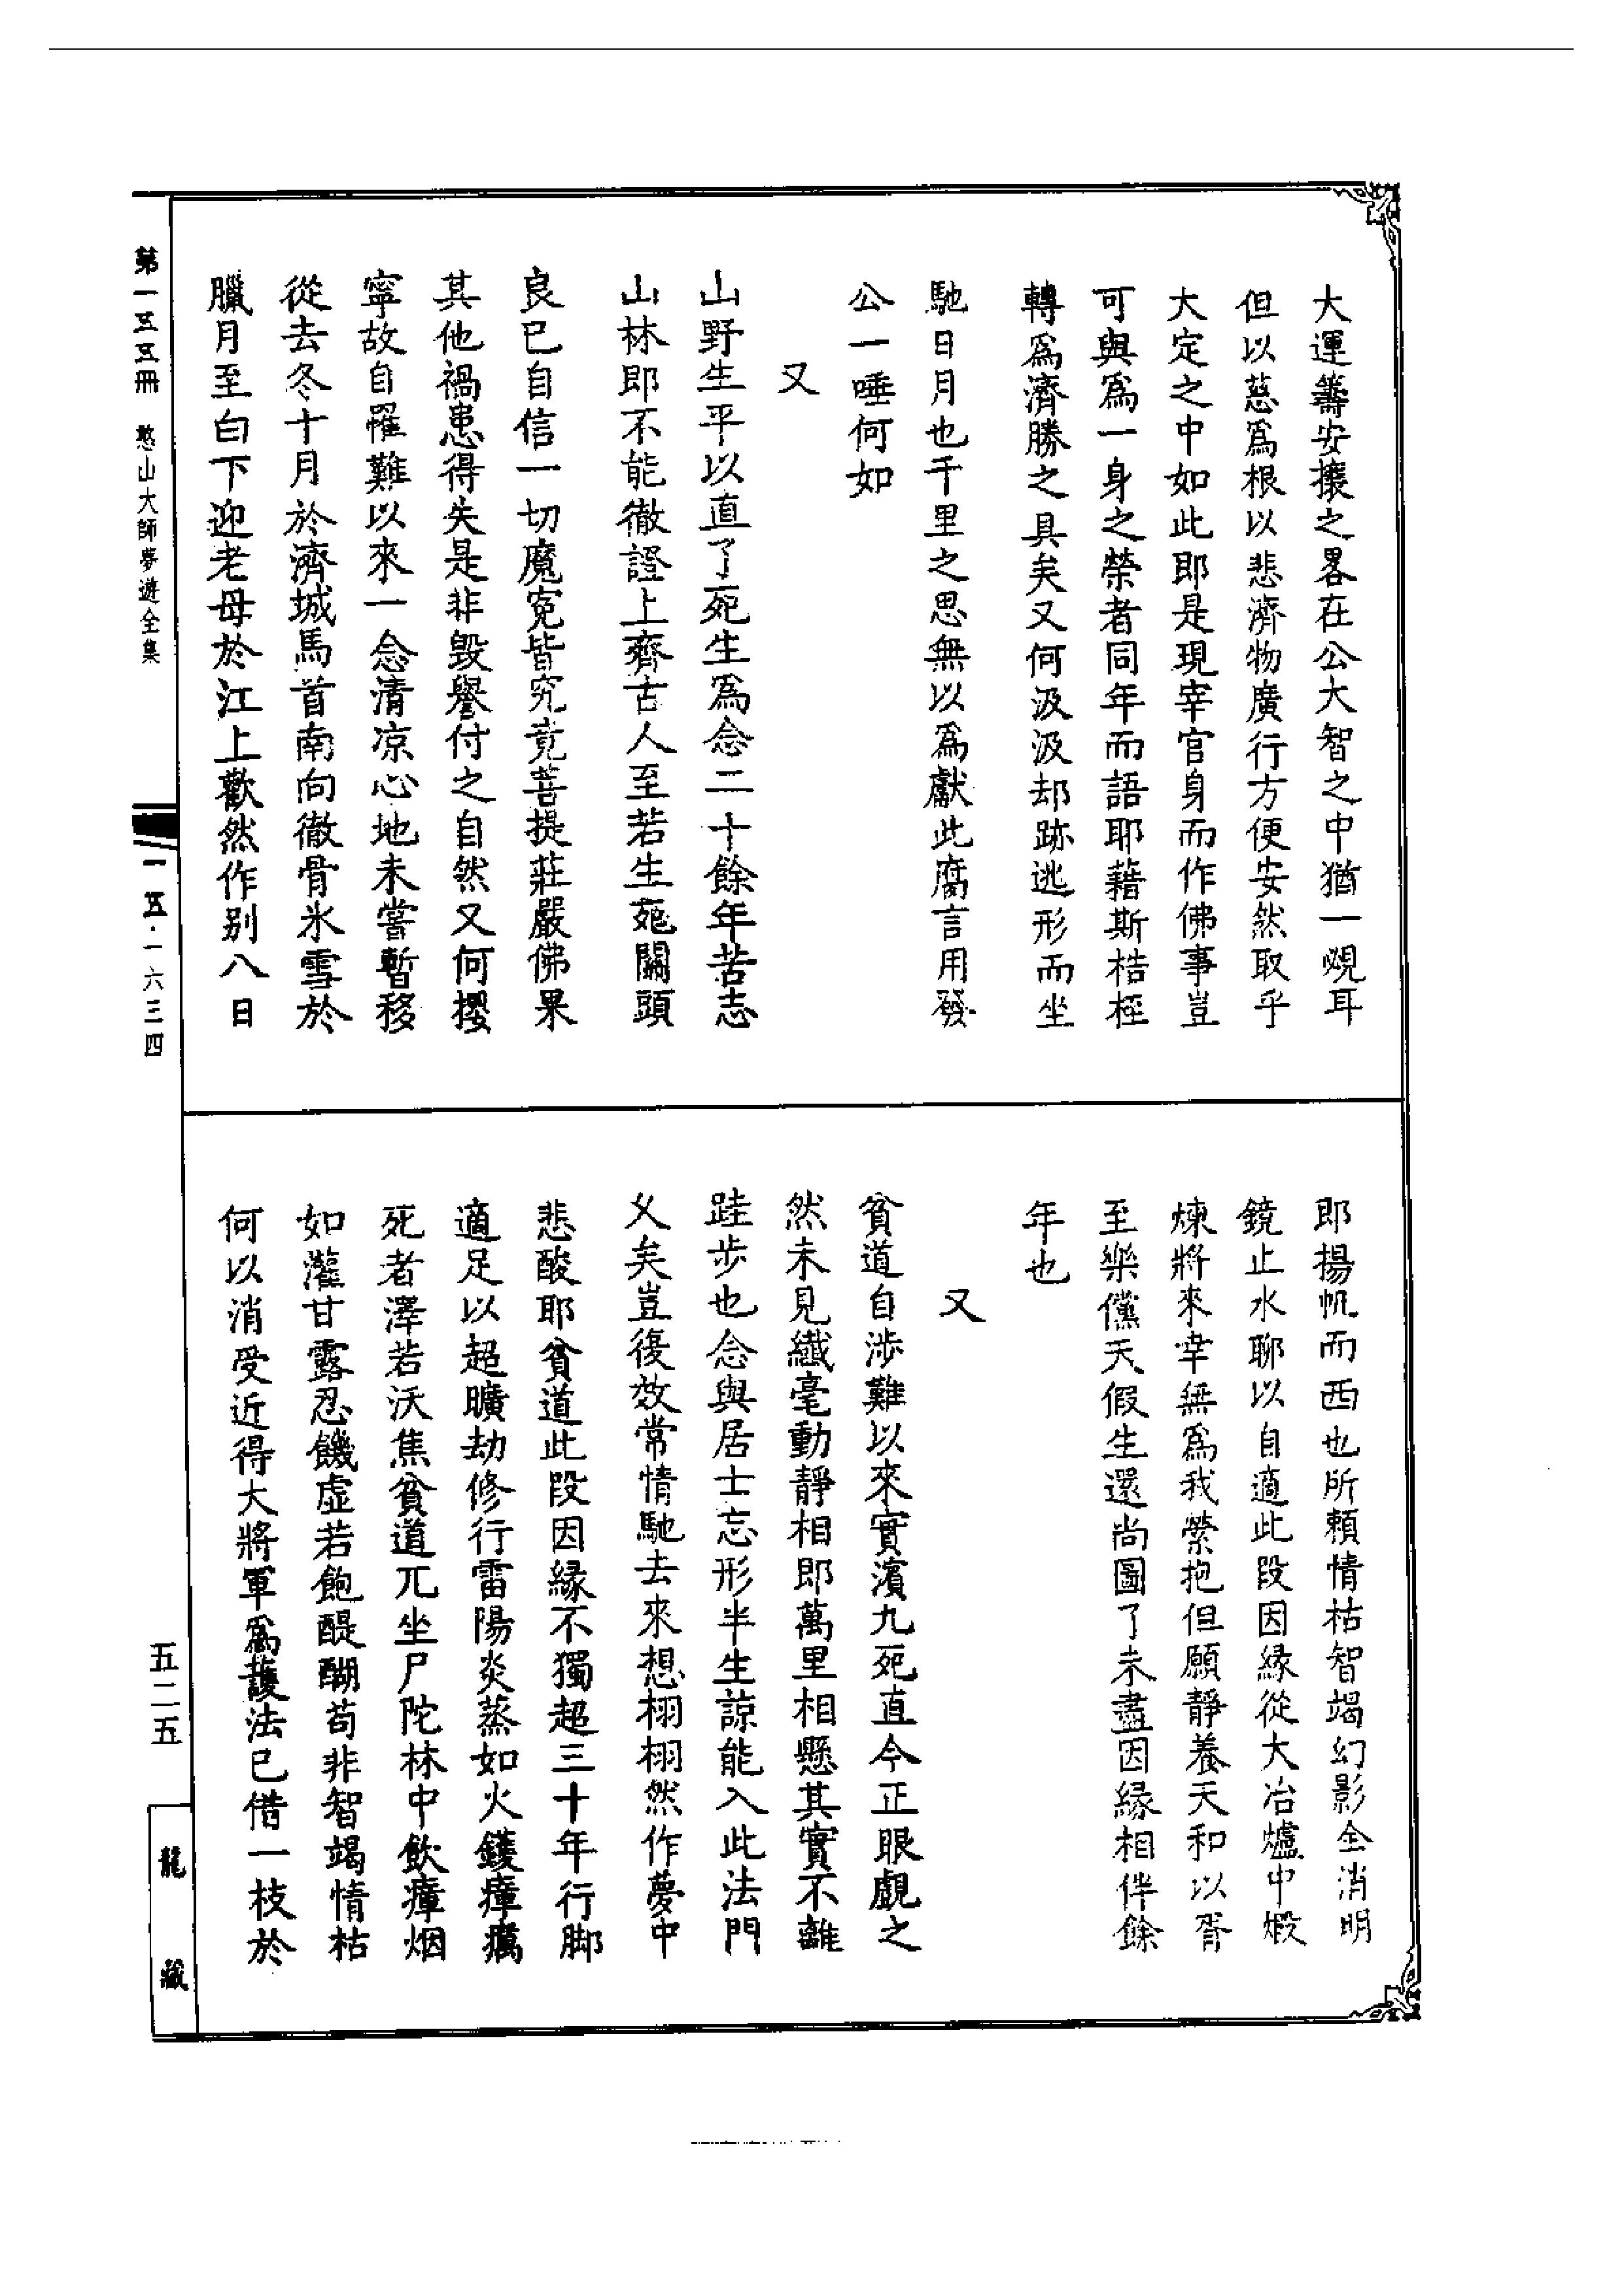 大運籌安攘之畧在公大智之中猶一映耳
但以慈爲根以悲濟物廣行方便安然取乎
大定之中如此即是現宰官身而作佛事豈
可與爲一身之榮者同年而語耶藉斯梏桎
轉爲濟勝之具矣又何汲汲却跡逃形而坐
馳日月也千里之思無以爲獻此腐言用發
公一唾何如
又
山野生平以直了死生爲念二十餘年苦志
山林即不能徹證上齊古人至若生死關頭
良已自信一切魔冤皆究竟菩提莊嚴佛果
其他禍患得失是非毀譽付之自然又何攖
寧故自罹難以來一念清凉心地未嘗暫移
從去冬十月於濟城馬首南向徹骨氷雪於
臘月至白下迎老母於江上歡然作別八日
即揚帆而西也所賴情枯智竭幻影全消明
鏡止水聊以自適此段因緣從大冶爐中煆
煉將來幸無爲我縈抱但願靜養天和以胥
至樂儻天假生還尚圖了未盡因緣相伴餘
年也
又
貧道自涉難以來實濱九死直今正眼覷之
然未見纖毫動靜相即萬里相懸其實不離
跬步也念與居士忘形半生諒能入此法門
乆矣豈復效常情馳去來想栩栩然作夢中
悲酸耶貧道此段因緣不獨超三十年行脚
適足以超曠劫修行雷陽炎蒸如火鑊瘴癘
死者澤若沃焦貧道兀坐尸陀林中飲瘴烟
如灌甘露忍饑虛若飽醍醐苟非智竭情枯
何以消受近得大將軍爲護法已借一枝於
第一五五冊 憨山大師夢遊全集
一五·一六三四
五二五
龍藏